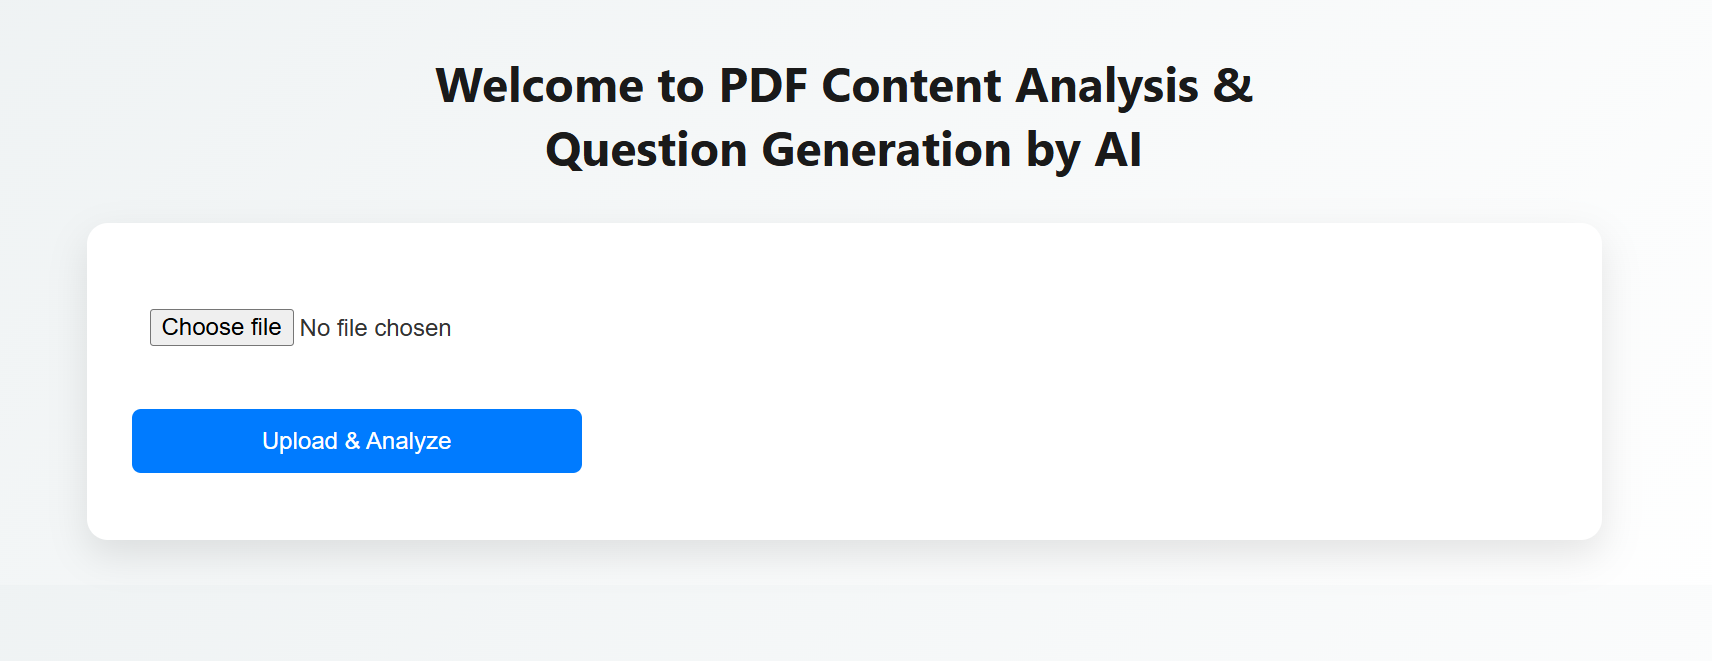 Welcome to PDF Content Analysis &
Question Generation by AI
Choose file No file chosen
Upload & Analyze